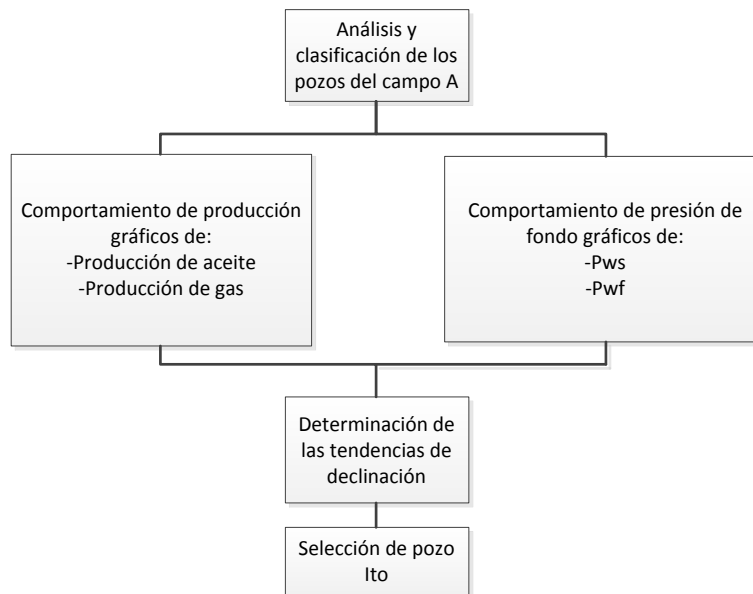 Análisis y
clasificación de los
pozos del campo A
Comportamiento de producción
gráficos de:
-Producción de aceite
-Producción de gas
Comportamiento de presión de
fondo gráficos de:
-Pws
-Pwf
Determinación de
las tendencias de
declinación
Selección de pozo
Ito